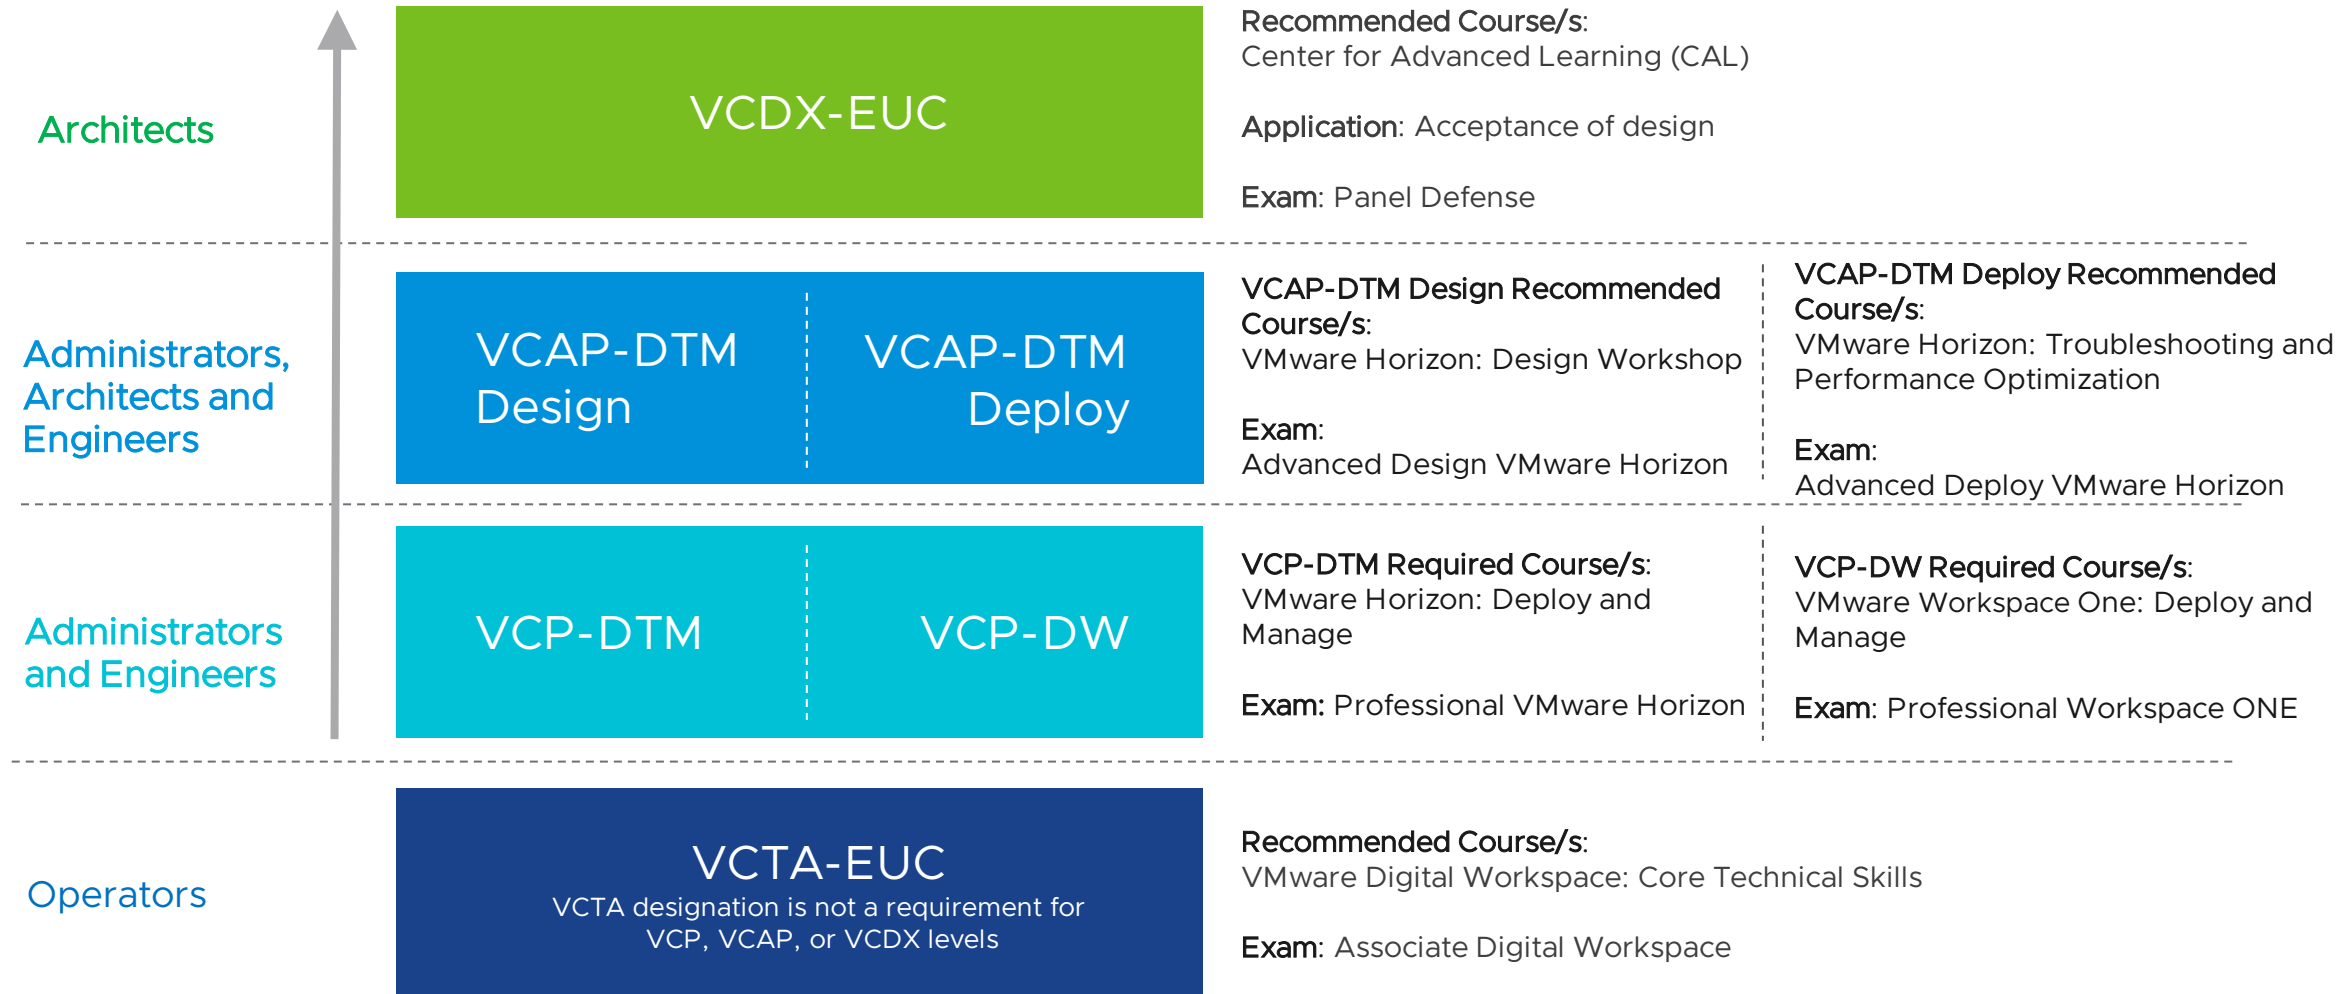 Architects
VCDX-EUC
Recommended Course/s:
Center for Advanced Learning (CAL)
Application: Acceptance of design
Exam: Panel Defense
Administrators,
Architects and
Engineers
VCAP-DTM
Design
VCAP-DTM
Deploy
VCAP-DTM Design Recommended
Course/s:
VMware Horizon: Design Workshop
Exam:
Advanced Design VMware Horizon
VCAP-DTM Deploy Recommended
Course/s:
VMware Horizon: Troubleshooting and
Performance Optimization
Exam:
Advanced Deploy VMware Horizon
Administrators
and Engineers
VCP-DTM
VCP-DW
VCP-DTM Required Course/s:
VMware Horizon: Deploy and
Manage
Exam: Professional VMware Horizon
VCP-DW Required Course/s:
VMware Workspace One: Deploy and
Manage
Exam: Professional Workspace ONE
Operators
VCTA-EUC
VCTA designation is not a requirement for
VCP, VCAP, or VCDX levels
Recommended Course/s:
VMware Digital Workspace: Core Technical Skills
Exam: Associate Digital Workspace